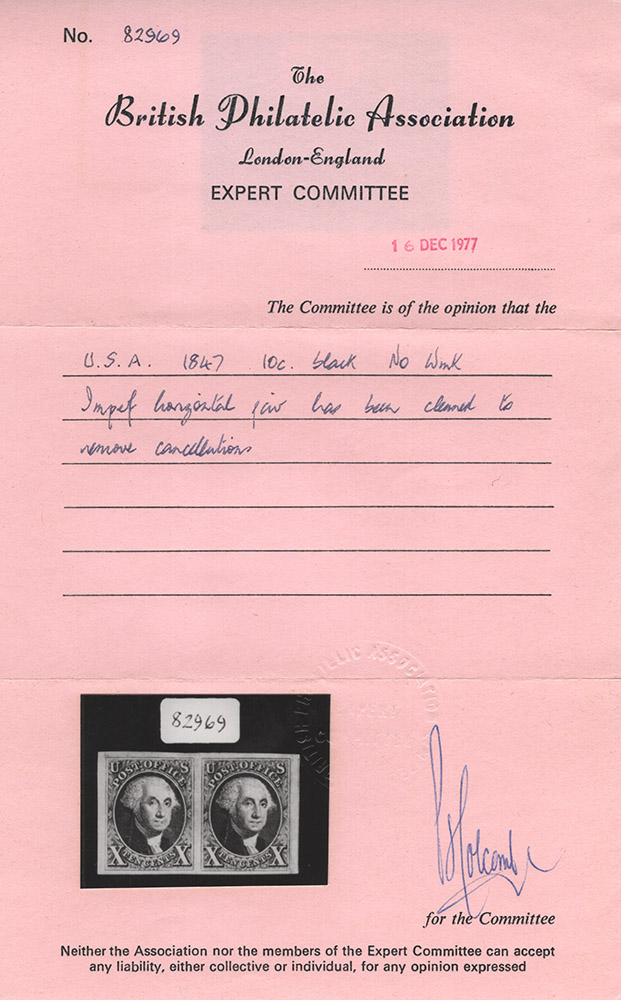 No. 82969
The
British Philatelic Association
London-England
EXPERT COMMITTEE
16 DEC 1977
The Committee is of the opinion that the
U.S.A. 1847 10c. black No Wmk
Imperf horizontal pair has been cleaned to
remove cancellations
82969
U POST OFFICE S
X TEN CENTS X
U POST OFFICE S
X TEN CENTS X
Holcombe
for the Committee
Neither the Association nor the members of the Expert Committee can accept
any liability, either collective or individual, for any opinion expressed